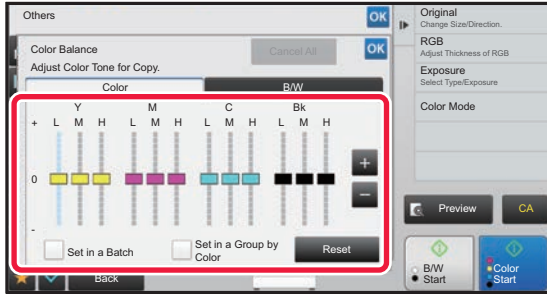 Others
OK
Color Balance
Cancel All
OK
Adjust Color Tone for Copy.
Color
B/W
Y M C Bk
+ L M H L M H L M H L M H
+
0
-
-
Set in a Batch
Set in a Group by
Color
Reset
Back
Original
Change Size/Direction.
RGB
Adjust Thickness of RGB
Exposure
Select Type/Exposure
Color Mode
Preview
CA
B/W
Start
Color
Start